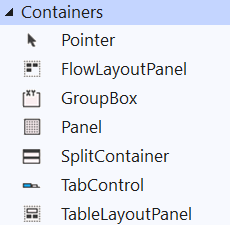 Containers
Pointer
FlowLayoutPanel
GroupBox
Panel
SplitContainer
TabControl
TableLayoutPanel